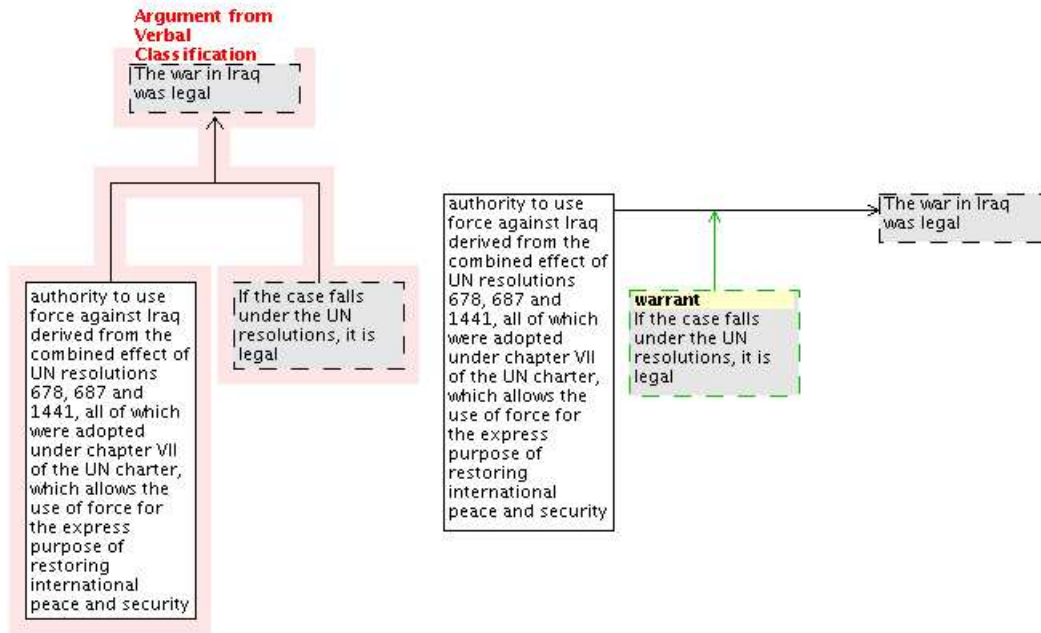 Argument from
Verbal
Classification
The war in Iraq
was legal
authority to use
force against Iraq
derived from the
combined effect of
UN resolutions
678, 687 and
1441, all of which
were adopted
under chapter VII
of the UN charter,
which allows the
use of force for
the express
purpose of
restoring
international
peace and security
If the case falls
under the UN
resolutions, it is
legal
authority to use
force against Iraq
derived from the
combined effect of
UN resolutions
678, 687 and
1441, all of which
were adopted
under chapter VII
of the UN charter,
which allows the
use of force for
the express
purpose of
restoring
international
peace and security
warrant
If the case falls
under the UN
resolutions, it is
legal
The war in Iraq
was legal